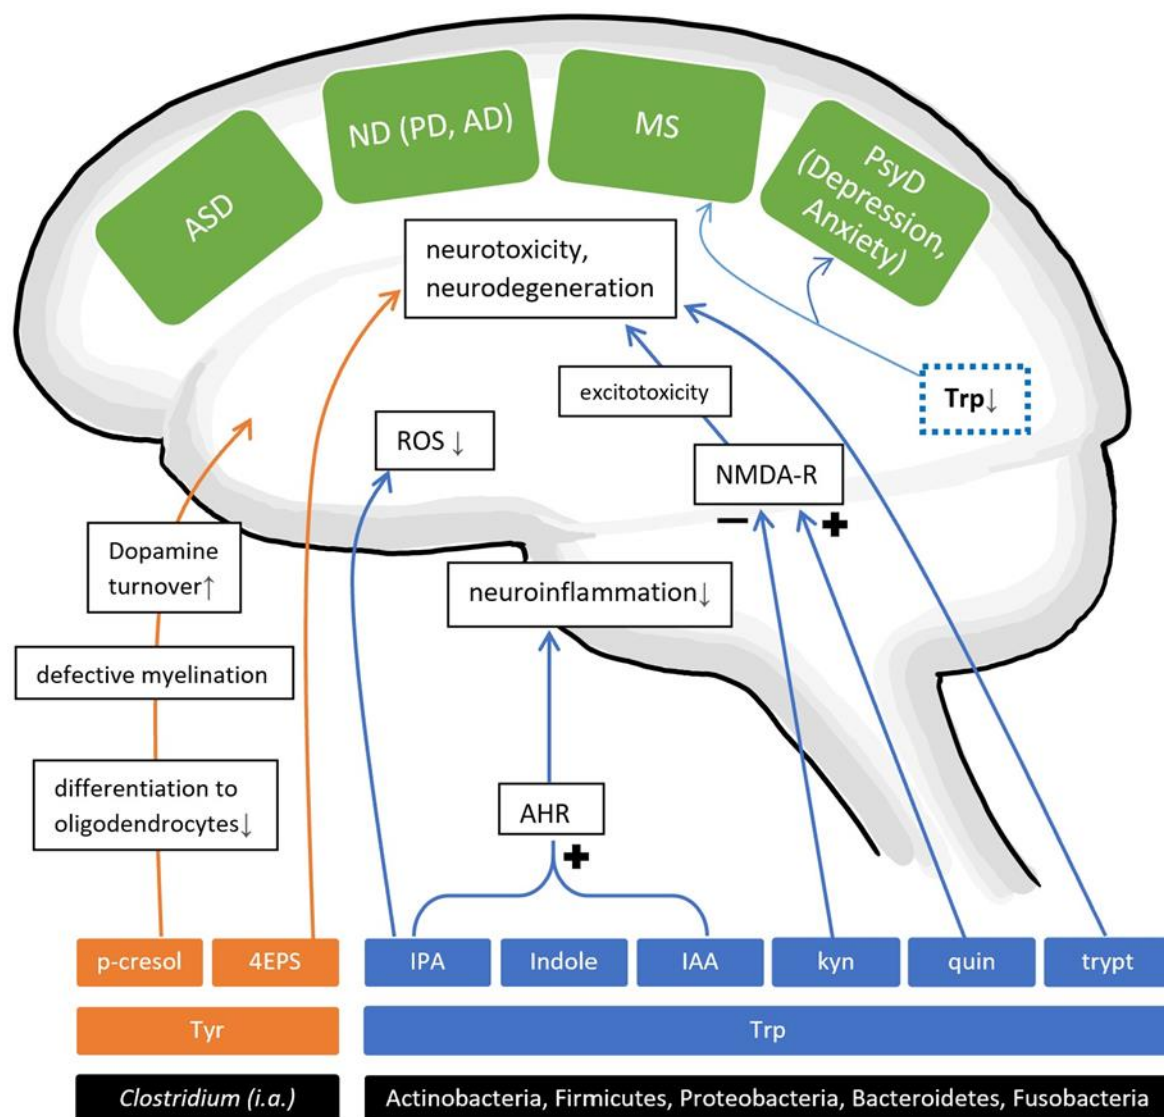 ASD
ND (PD, AD)
MS
PsyD
(Depression,
Anxiety)
neurotoxicity,
neurodegeneration
excitotoxicity
Trp↓
ROS ↓
NMDA-R
− +
Dopamine
turnover↑
neuroinflammation↓
defective myelination
differentiation to
oligodendrocytes↓
AHR
+
p-cresol 4EPS IPA Indole IAA kyn quin trypt
Tyr Trp
Clostridium (i.a.) Actinobacteria, Firmicutes, Proteobacteria, Bacteroidetes, Fusobacteria